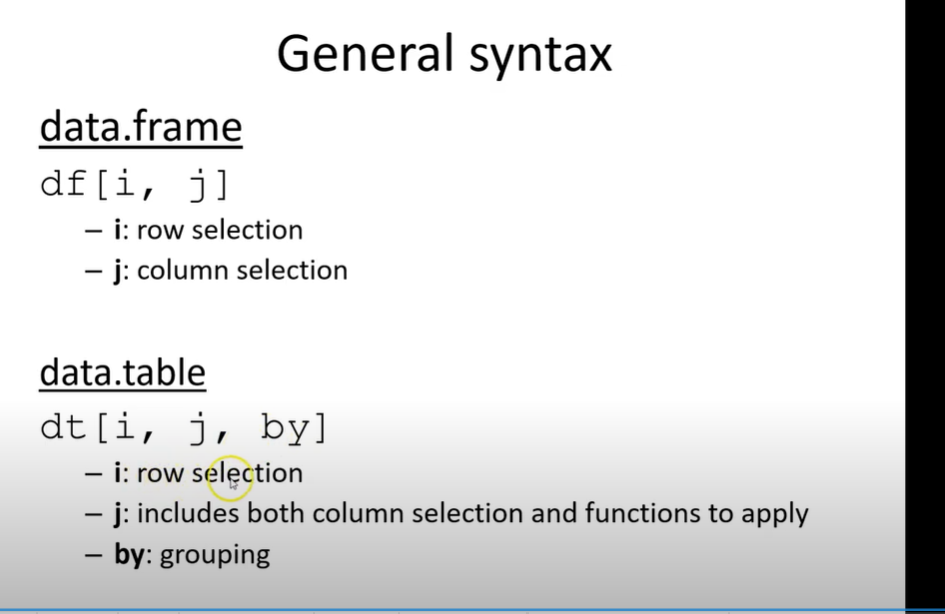 General syntax
data.frame
df[i, j]
– i: row selection
– j: column selection
data.table
dt[i, j, by]
– i: row selection
– j: includes both column selection and functions to apply
– by: grouping